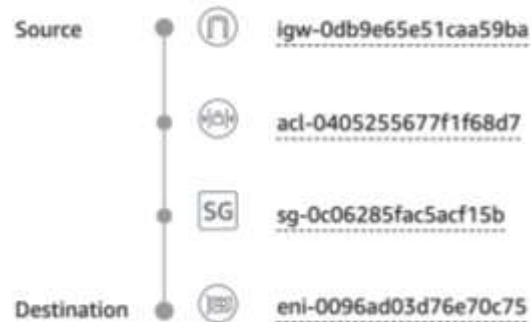 Source igw-0db9e65e51caa59ba
acl-0405255677f1f68d7
SG sg-0c06285fac5acf15b
Destination eni-0096ad03d76e70c75